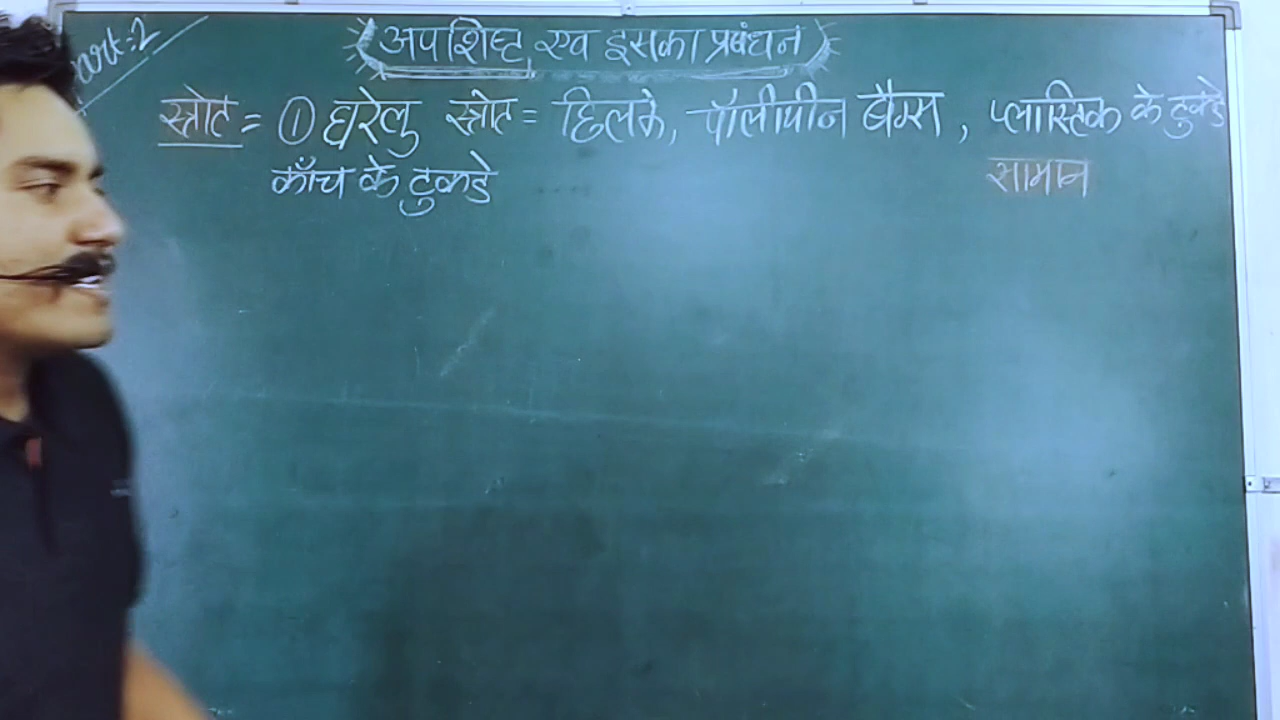 Part:2
अपशिष्ट एवं इसका प्रबंधन
स्त्रोत = ① घरेलु स्त्रोत = छिलके, पॉलीथीन बैग्स, प्लास्टिक के टुकडे
काँच के टुकडे सामान